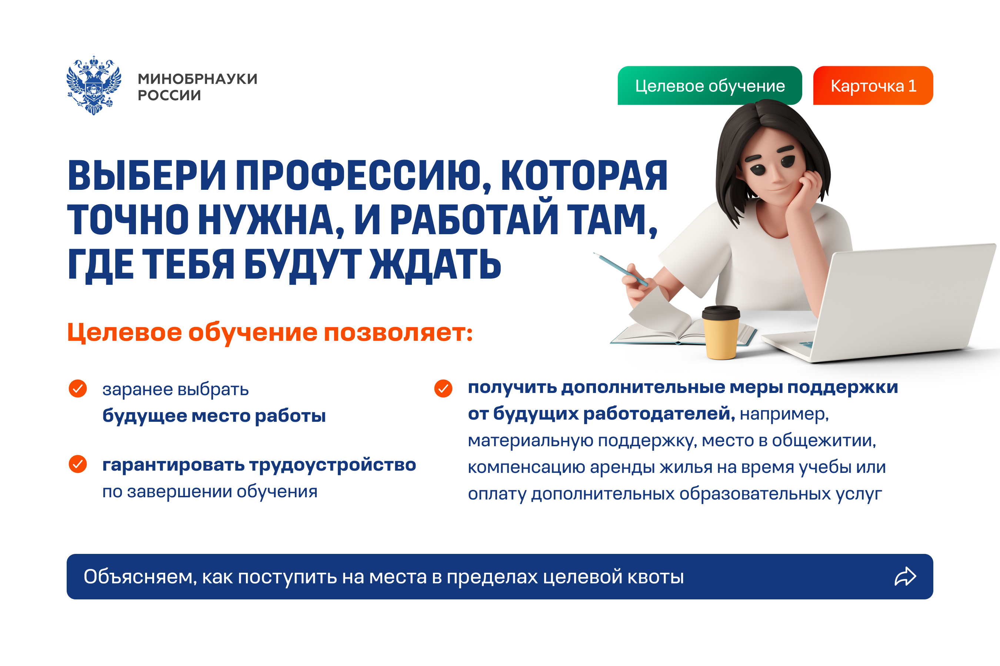 МИНОБРНАУКИ
РОССИИ
Целевое обучение
Карточка 1
ВЫБЕРИ ПРОФЕССИЮ, КОТОРАЯ
ТОЧНО НУЖНА, И РАБОТАЙ ТАМ,
ГДЕ ТЕБЯ БУДУТ ЖДАТЬ
Целевое обучение позволяет:
заранее выбрать
будущее место работы
гарантировать трудоустройство
по завершении обучения
получить дополнительные меры поддержки
от будущих работодателей, например,
материальную поддержку, место в общежитии,
компенсацию аренды жилья на время учебы или
оплату дополнительных образовательных услуг
Объясняем, как поступить на места в пределах целевой квоты